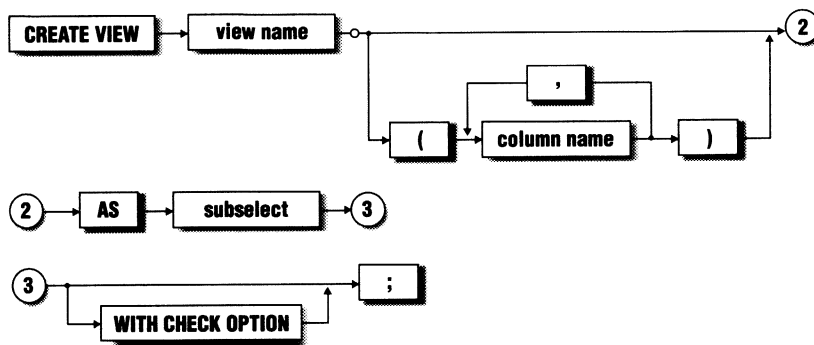 CREATE VIEW view name 2
,
( column name )
2 AS subselect 3
3 ;
WITH CHECK OPTION